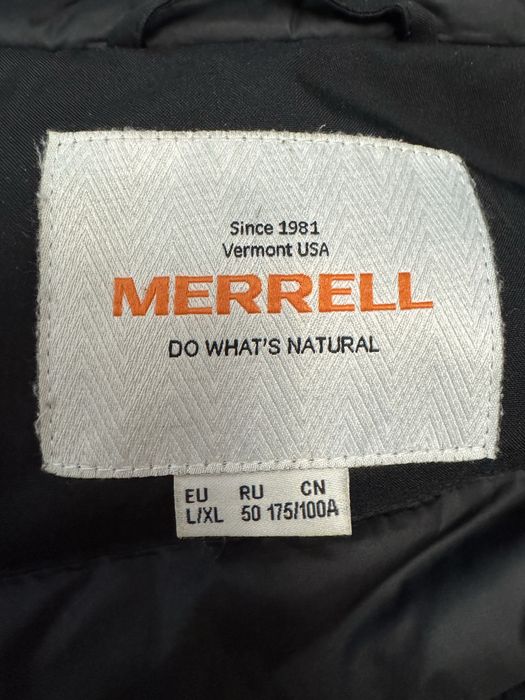 Since 1981
Vermont USA
MERRELL
DO WHAT'S NATURAL
EU RU CN
L/XL 50 175/100A